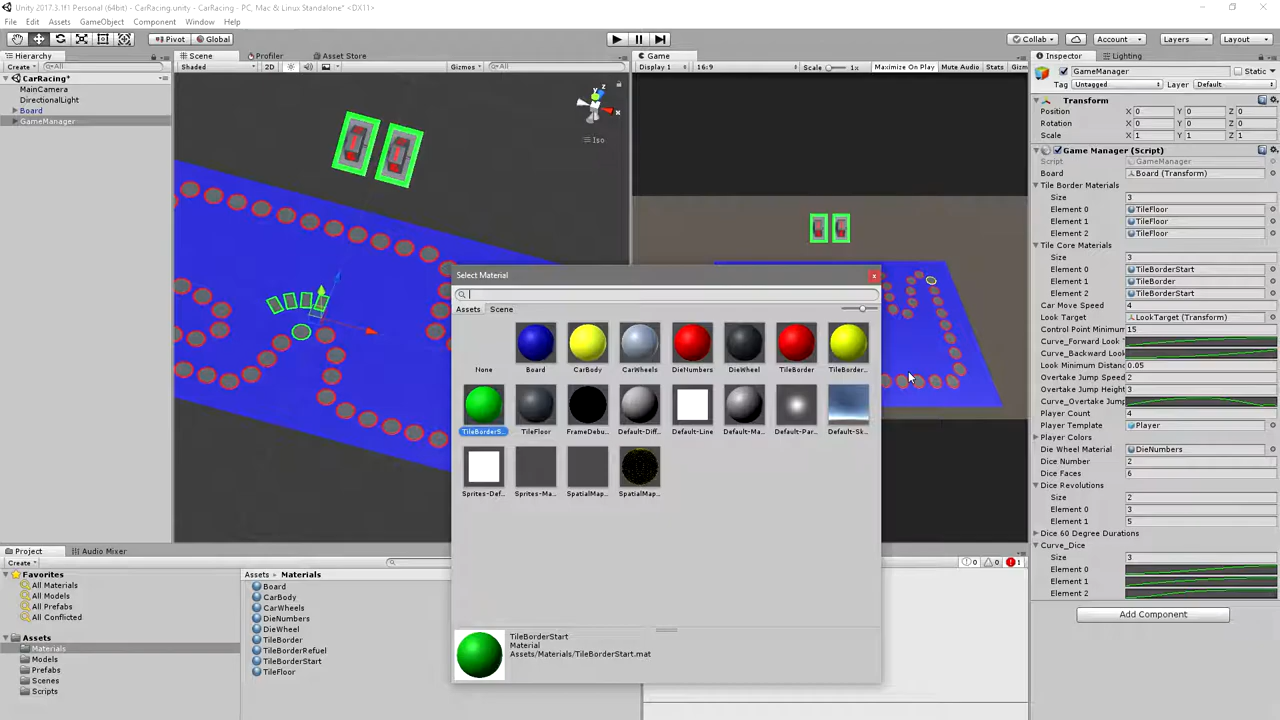 Unity 2017.3.1f1 Personal (64bit) - CarRacing.unity - CarRacing - PC, Mac & Linux Standalone* <DX11>
File Edit Assets GameObject Component Window Help
Pivot Global Collab Account Layers Layout
Hierarchy Scene Profiler Asset Store Game Inspector Lighting
Create All Shaded 2D Gizmos All Display 1 16:9 Scale 1x Maximize On Play Mute Audio Stats
GameManager Static
CarRacing*
MainCamera
DirectionalLight
Board
GameManager
Y
x
Iso
Tag Untagged Layer Default
Transform
Position X 0 Y 0 Z 0
Rotation X 0 Y 0 Z 0
Scale X 1 Y 1 Z 1
Game Manager (Script)
Script GameManager
Board Board (Transform)
Tile Border Materials
Size 3
Element 0 TileFloor
Element 1 TileFloor
Element 2 TileFloor
Tile Core Materials
Size 3
Element 0 TileBorderStart
Element 1 TileBorder
Element 2 TileBorderStart
Car Move Speed 4
Look Target LookTarget (Transform)
Control Point Minimum 15
Curve_Forward Look
Curve_Backward Look
Look Minimum Distanc 0.05
Overtake Jump Speed 2
Overtake Jump Height 3
Curve_Overtake Jump
Player Count 4
Player Template Player
Player Colors
Die Wheel Material DieNumbers
Dice Number 2
Dice Faces 6
Dice Revolutions
Size 2
Element 0 3
Element 1 5
Dice 60 Degree Durations
Curve_Dice
Size 3
Element 0
Element 1
Element 2
Add Component
Select Material x
Assets Scene
None Board CarBody CarWheels DieNumbers DieWheel TileBorder TileBorder...
TileBorderS... TileFloor FrameDebu... Default-Diff... Default-Line Default-Ma... Default-Par... Default-Sk...
Sprites-Def... Sprites-Ma... SpatialMap... SpatialMap...
TileBorderStart
Material
Assets/Materials/TileBorderStart.mat
Project Audio Mixer
Create
0 0 1
Favorites
All Materials
All Models
All Prefabs
All Conflicted
Assets
Materials
Models
Prefabs
Scenes
Scripts
Assets Materials
Board
CarBody
CarWheels
DieNumbers
DieWheel
TileBorder
TileBorderRefuel
TileBorderStart
TileFloor